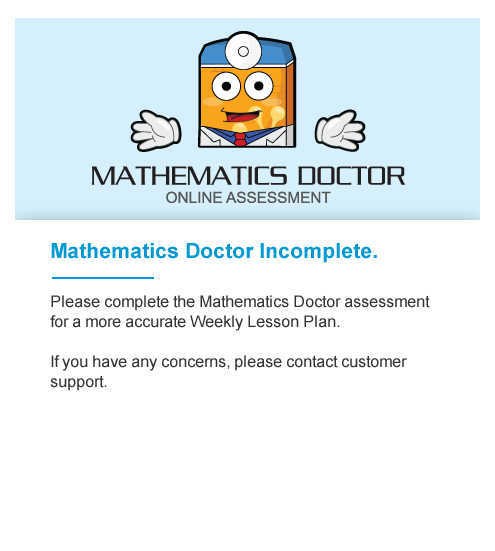 MATHEMATICS DOCTOR
ONLINE ASSESSMENT
Mathematics Doctor Incomplete.
Please complete the Mathematics Doctor assessment
for a more accurate Weekly Lesson Plan.
If you have any concerns, please contact customer
support.